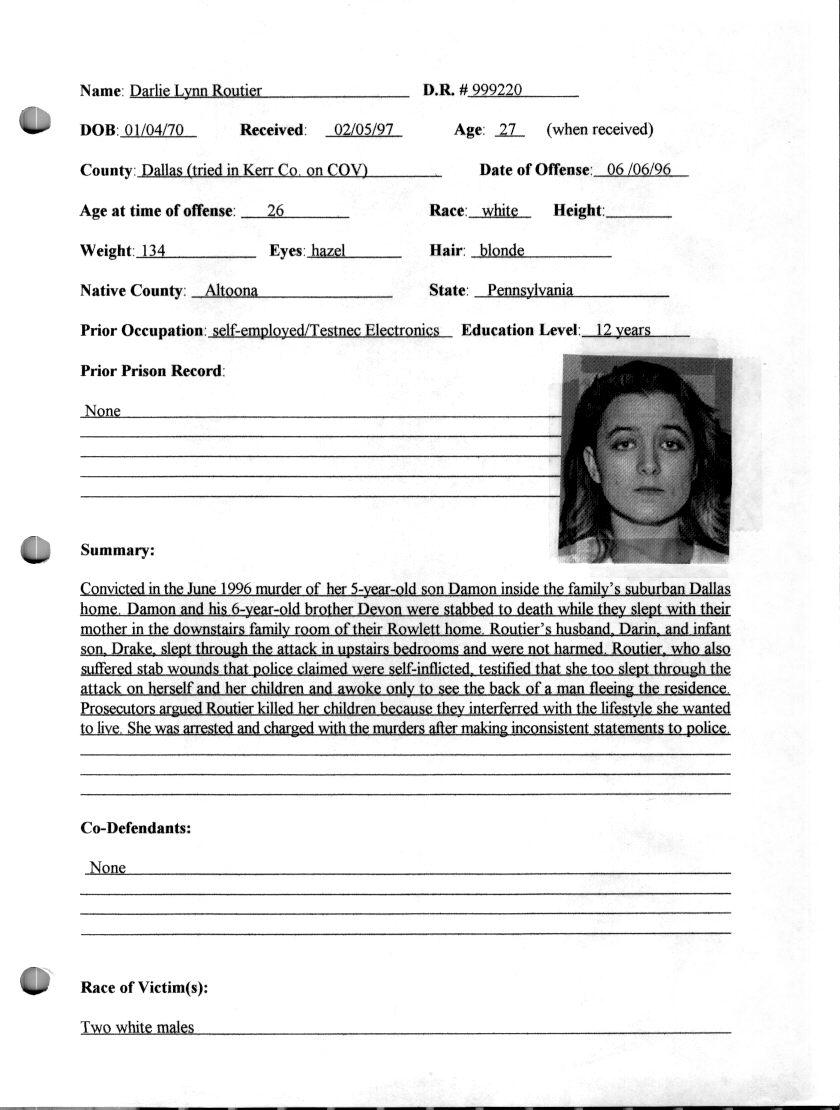 Name: Darlie Lynn Routier D.R. # 999220
DOB: 01/04/70 Received: 02/05/97 Age: 27 (when received)
County: Dallas (tried in Kerr Co. on COV) Date of Offense: 06 /06/96
Age at time of offense: 26 Race: white Height:
Weight: 134 Eyes: hazel Hair: blonde
Native County: Altoona State: Pennsylvania
Prior Occupation: self-employed/Testnec Electronics Education Level: 12 years
Prior Prison Record:
None
Summary:
Convicted in the June 1996 murder of her 5-year-old son Damon inside the family's suburban Dallas
home. Damon and his 6-year-old brother Devon were stabbed to death while they slept with their
mother in the downstairs family room of their Rowlett home. Routier's husband, Darin, and infant
son, Drake, slept through the attack in upstairs bedrooms and were not harmed. Routier, who also
suffered stab wounds that police claimed were self-inflicted, testified that she too slept through the
attack on herself and her children and awoke only to see the back of a man fleeing the residence.
Prosecutors argued Routier killed her children because they interferred with the lifestyle she wanted
to live. She was arrested and charged with the murders after making inconsistent statements to police.
Co-Defendants:
None
Race of Victim(s):
Two white males